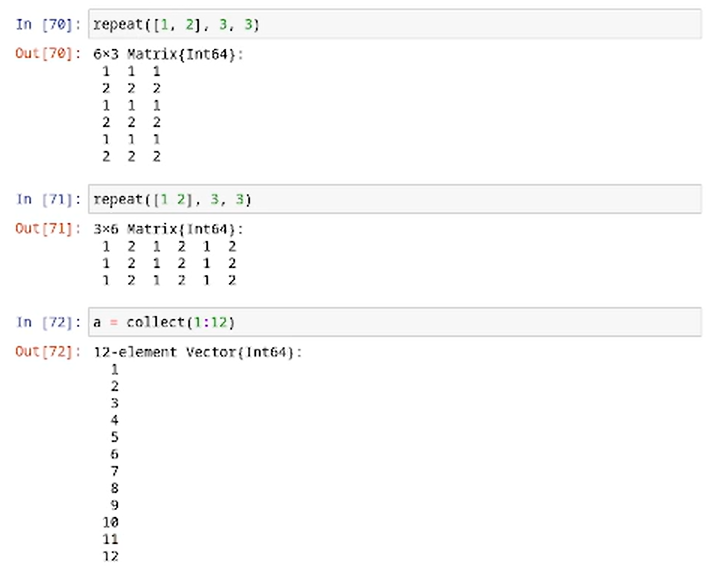 In [70]: repeat([1, 2], 3, 3)
Out[70]: 6×3 Matrix{Int64}:
1 1 1
2 2 2
1 1 1
2 2 2
1 1 1
2 2 2
In [71]: repeat([1 2], 3, 3)
Out[71]: 3×6 Matrix{Int64}:
1 2 1 2 1 2
1 2 1 2 1 2
1 2 1 2 1 2
In [72]: a = collect(1:12)
Out[72]: 12-element Vector{Int64}:
1
2
3
4
5
6
7
8
9
10
11
12